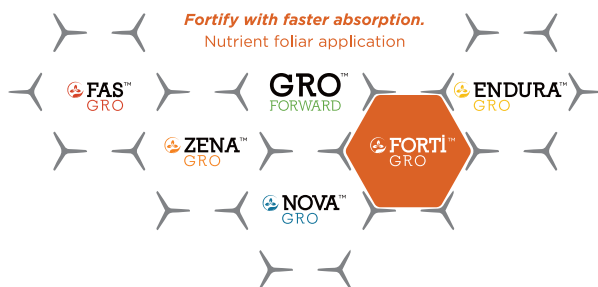 Fortify with faster absorption.
Nutrient foliar application
FAS™
GRO
GRO™
FORWARD
ENDURA™
GRO
ZENA™
GRO
FORTi™
GRO
NOVA™
GRO